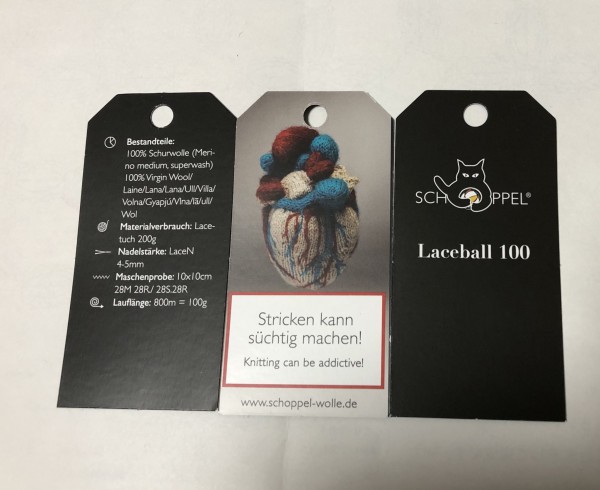 Bestandteile:
100% Schurwolle (Meri-
no medium, superwash)
100% Virgin Wool/
Laine/Lana/Lana/Ull/Villa/
Volna/Gyapjú/Vlna/lã/ull/
Wol
Materialverbrauch: Lace-
tuch 200g
Nadelstärke: LaceN
4-5mm
Maschenprobe: 10x10cm
28M 28R/ 28S.28R
Lauflänge: 800m = 100g
Stricken kann
süchtig machen!
Knitting can be addictive!
www.schoppel-wolle.de
SCHOPPEL®
Laceball 100